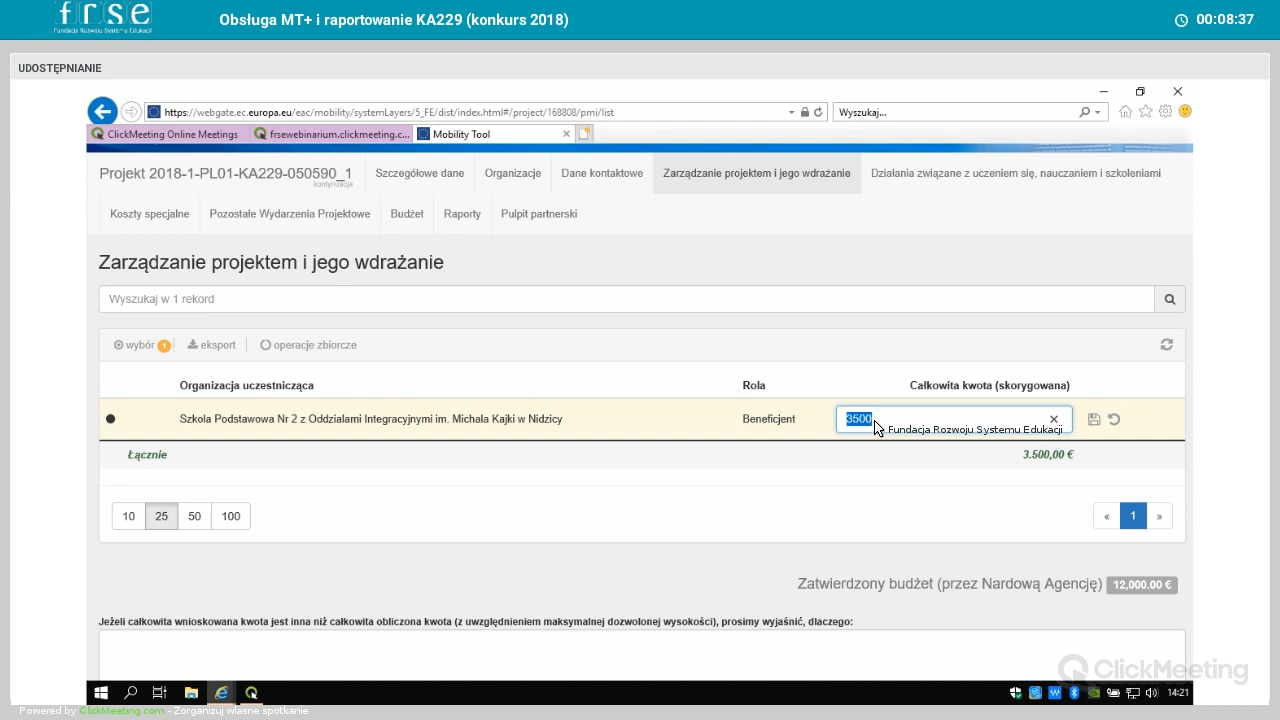 frse
Fundacja Rozwoju Systemu Edukacji
Obsługa MT+ i raportowanie KA229 (konkurs 2018)
00:08:37
UDOSTĘPNIANIE
https://webgate.ec.europa.eu/eac/mobility/systemLayers/5_FE/dist/index.html#/project/168808/pmi/list
Wyszukaj...
ClickMeeting Online Meetings
frsewebinarium.clickmeeting.c...
Mobility Tool
Projekt 2018-1-PL01-KA229-050590_1
kontynuacja
Szczegółowe dane
Organizacje
Dane kontaktowe
Zarządzanie projektem i jego wdrażanie
Działania związane z uczeniem się, nauczaniem i szkoleniami
Koszty specjalne
Pozostałe Wydarzenia Projektowe
Budżet
Raporty
Pulpit partnerski
Zarządzanie projektem i jego wdrażanie
Wyszukaj w 1 rekord
wybór 1
eksport
operacje zbiorcze
Organizacja uczestnicząca
Rola
Całkowita kwota (skorygowana)
Szkola Podstawowa Nr 2 z Oddzialami Integracyjnymi im. Michala Kajki w Nidzicy
Beneficjent
3500
Fundacja Rozwoju Systemu Edukacji
Łącznie
3.500,00 €
10 25 50 100
« 1 »
Zatwierdzony budżet (przez Nardową Agencję) 12,000.00 €
Jeżeli całkowita wnioskowana kwota jest inna niż całkowita obliczona kwota (z uwzględnieniem maksymalnej dozwolonej wysokości), prosimy wyjaśnić, dlaczego:
ClickMeeting
14:21
Powered by ClickMeeting.com - Zorganizuj własne spotkanie